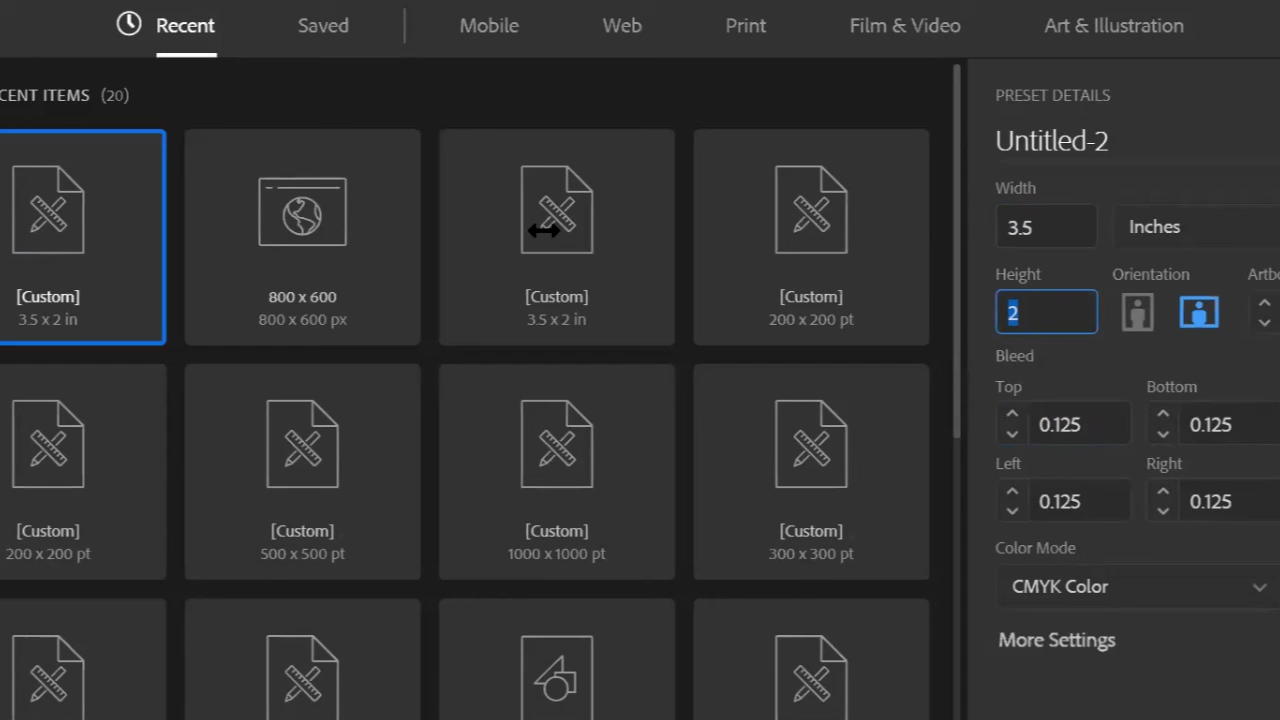 Recent Saved Mobile Web Print Film & Video Art & Illustration
CENT ITEMS (20)
[Custom]
3.5 x 2 in
800 x 600
800 x 600 px
[Custom]
3.5 x 2 in
[Custom]
200 x 200 pt
[Custom]
200 x 200 pt
[Custom]
500 x 500 pt
[Custom]
1000 x 1000 pt
[Custom]
300 x 300 pt
PRESET DETAILS
Untitled-2
Width
3.5 Inches
Height Orientation Artbo
2
Bleed
Top Bottom
0.125 0.125
Left Right
0.125 0.125
Color Mode
CMYK Color
More Settings